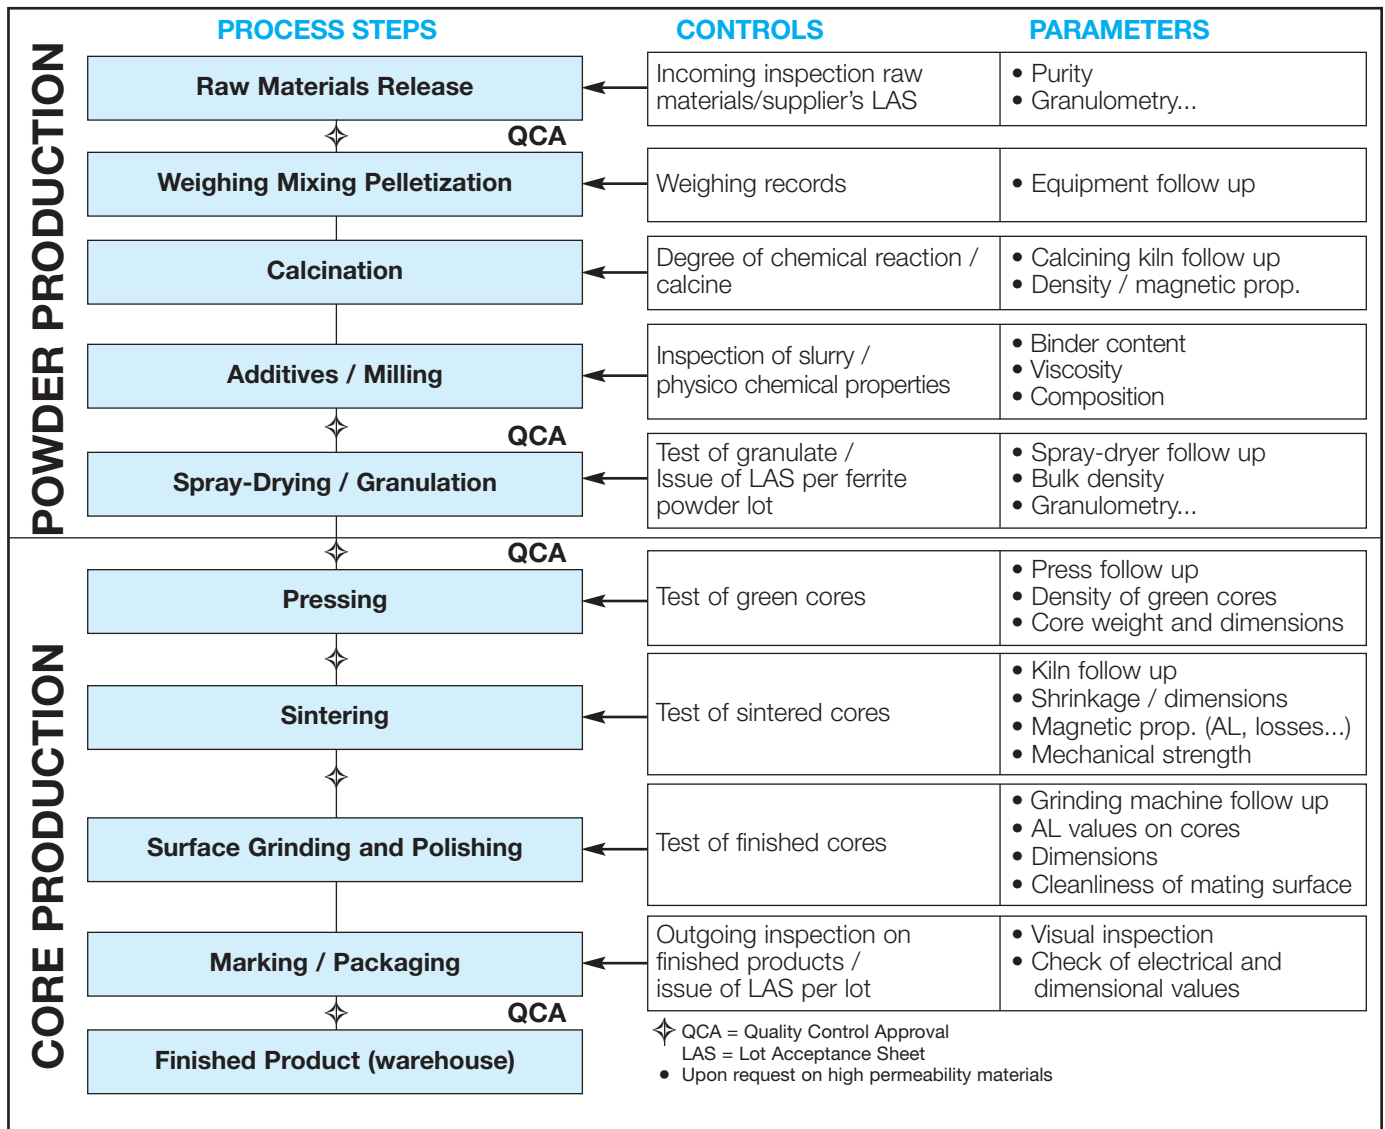 PROCESS STEPS
CONTROLS
PARAMETERS
POWDER PRODUCTION
Raw Materials Release
Incoming inspection raw
materials/supplier's LAS
• Purity
• Granulometry...
QCA
Weighing Mixing Pelletization
Weighing records
• Equipment follow up
Calcination
Degree of chemical reaction /
calcine
• Calcining kiln follow up
• Density / magnetic prop.
Additives / Milling
Inspection of slurry /
physico chemical properties
• Binder content
• Viscosity
• Composition
QCA
Spray-Drying / Granulation
Test of granulate /
Issue of LAS per ferrite
powder lot
• Spray-dryer follow up
• Bulk density
• Granulometry...
CORE PRODUCTION
QCA
Pressing
Test of green cores
• Press follow up
• Density of green cores
• Core weight and dimensions
Sintering
Test of sintered cores
• Kiln follow up
• Shrinkage / dimensions
• Magnetic prop. (AL, losses...)
• Mechanical strength
Surface Grinding and Polishing
Test of finished cores
• Grinding machine follow up
• AL values on cores
• Dimensions
• Cleanliness of mating surface
Marking / Packaging
Outgoing inspection on
finished products /
issue of LAS per lot
• Visual inspection
• Check of electrical and
dimensional values
QCA
Finished Product (warehouse)
QCA = Quality Control Approval
LAS = Lot Acceptance Sheet
• Upon request on high permeability materials